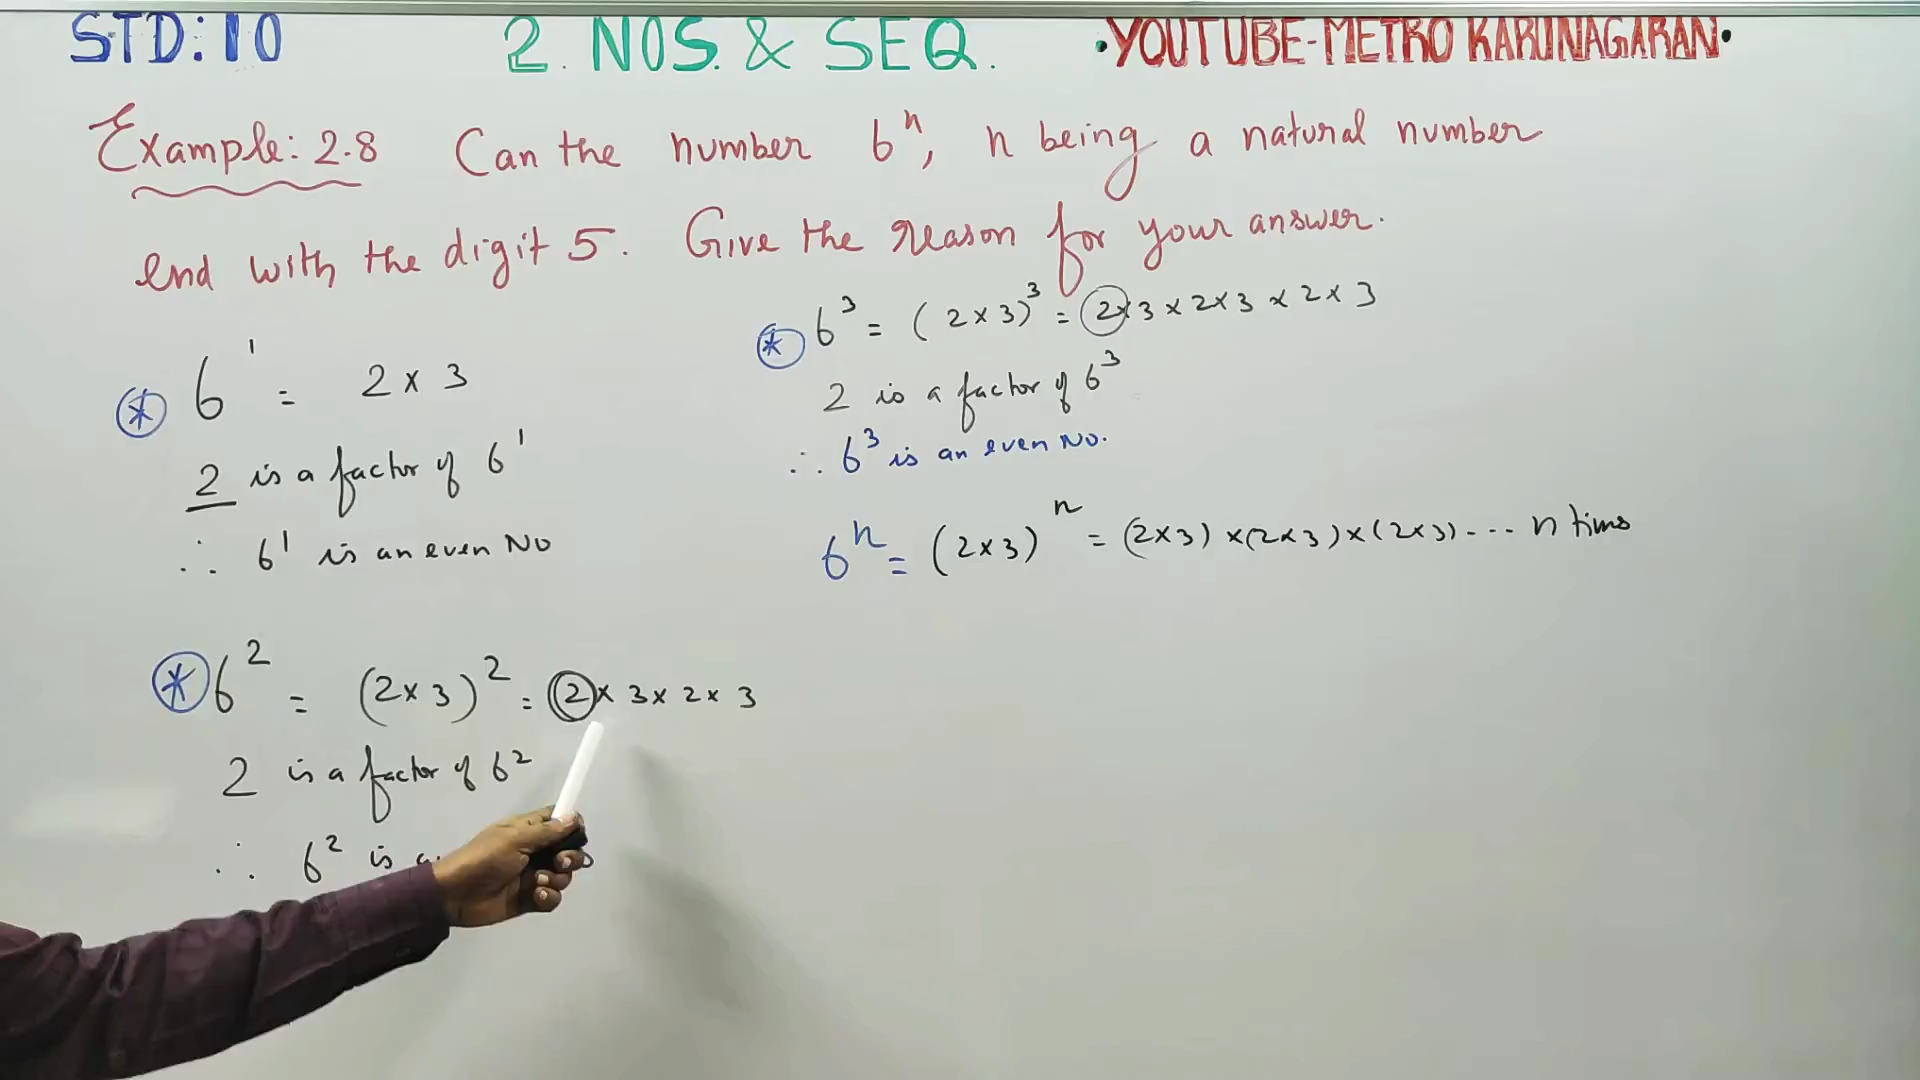 STD: 10 2. NOS. & SEQ. •YOUTUBE-METRO KARUNAGARAN•
Example: 2.8 Can the number 6ⁿ, n being a natural number
end with the digit 5. Give the reason for your answer.
* 6¹ = 2 × 3
2 is a factor of 6¹
∴ 6¹ is an even No
* 6² = (2×3)² = 2 × 3 × 2 × 3
2 is a factor of 6²
∴ 6² is
* 6³ = (2×3)³ = 2×3 × 2×3 × 2×3
2 is a factor of 6³
∴ 6³ is an even No.
6ⁿ = (2×3)ⁿ = (2×3) ×(2×3)×(2×3)---- n times